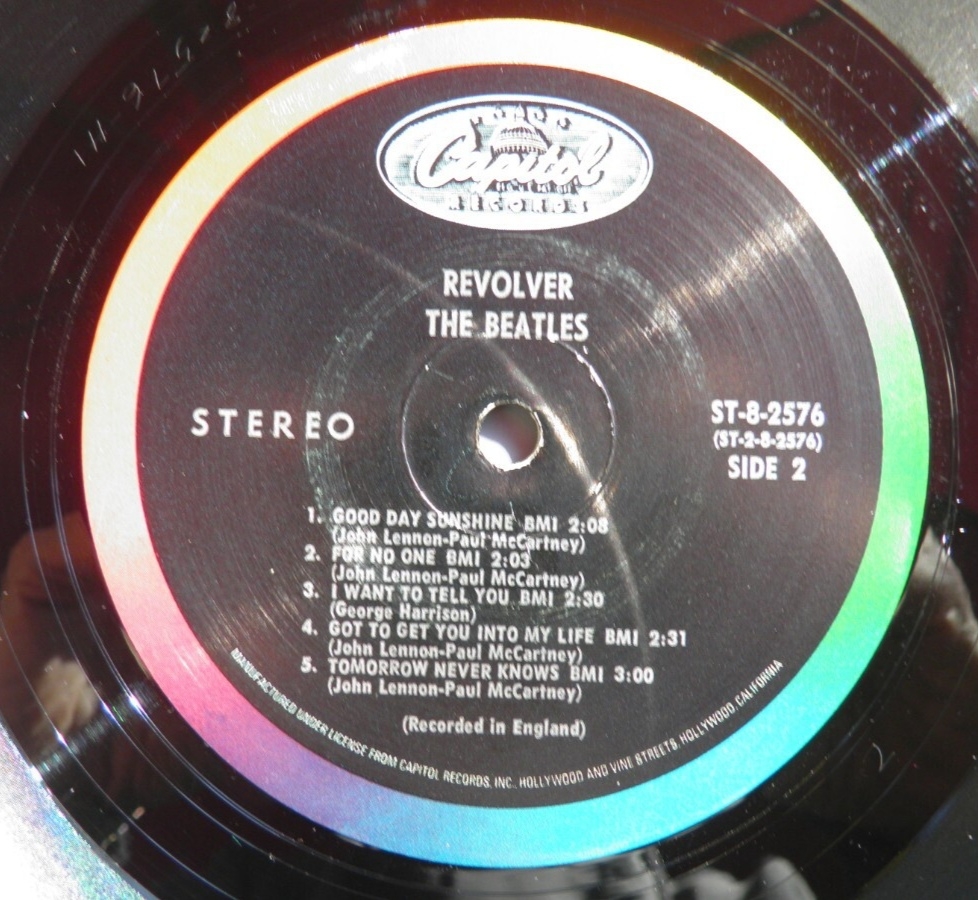 Capitol
RECORDS
REVOLVER
THE BEATLES
STEREO
ST-8-2576
(ST-2-8-2576)
SIDE 2
1. GOOD DAY SUNSHINE BMI 2:08
(John Lennon-Paul McCartney)
2. FOR NO ONE BMI 2:03
(John Lennon-Paul McCartney)
3. I WANT TO TELL YOU BMI 2:30
(George Harrison)
4. GOT TO GET YOU INTO MY LIFE BMI 2:31
(John Lennon-Paul McCartney)
5. TOMORROW NEVER KNOWS BMI 3:00
(John Lennon-Paul McCartney)
(Recorded in England)
MANUFACTURED UNDER LICENSE FROM CAPITOL RECORDS, INC., HOLLYWOOD AND VINE STREETS, HOLLYWOOD, CALIFORNIA
2